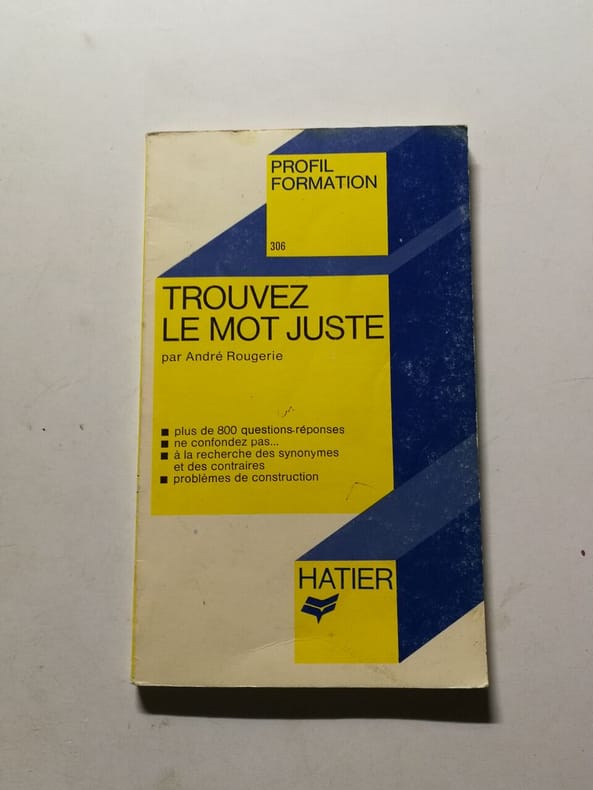 PROFIL
FORMATION
306
TROUVEZ
LE MOT JUSTE
par André Rougerie
■ plus de 800 questions-réponses
■ ne confondez pas...
■ à la recherche des synonymes
et des contraires
■ problèmes de construction
HATIER